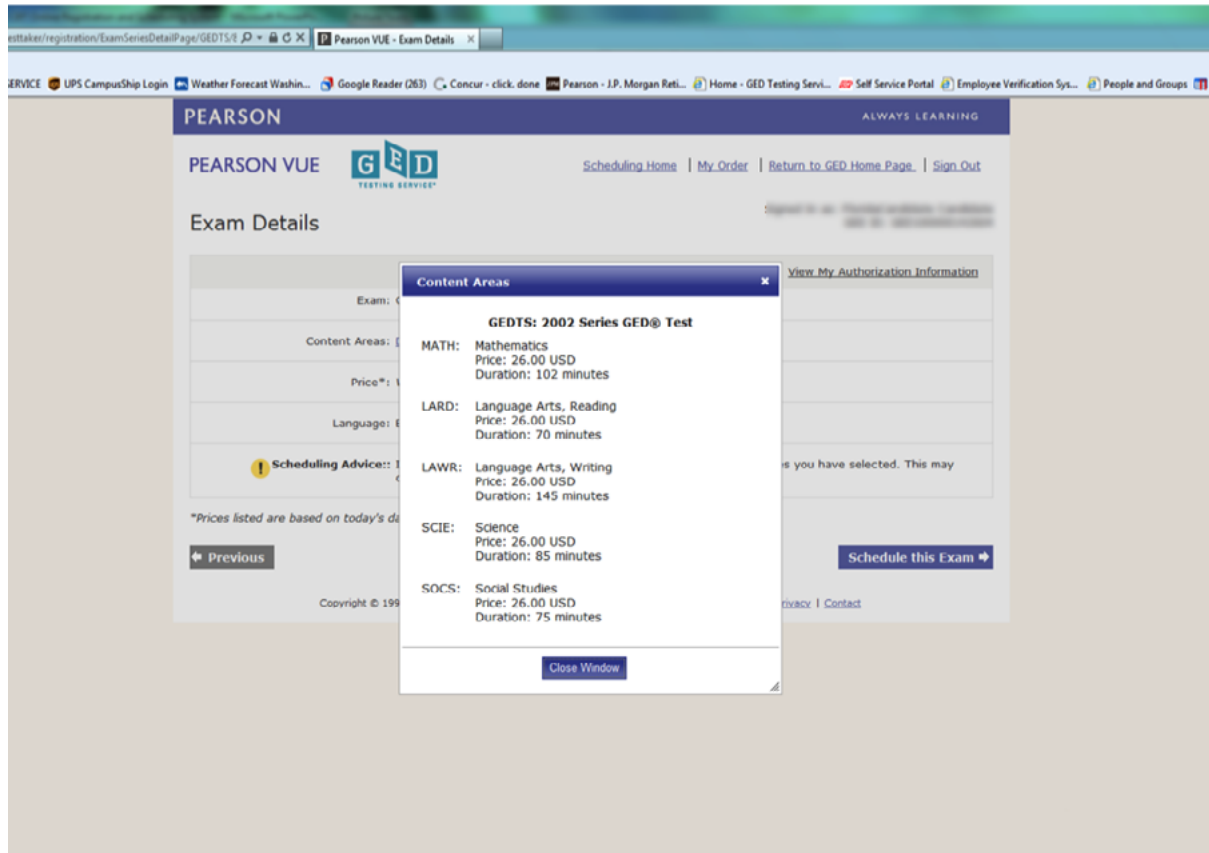 esttaker/registration/ExamSeriesDetailPage/GEDTS/
Pearson VUE - Exam Details
SERVICE UPS CampusShip Login Weather Forecast Washin... Google Reader (263) Concur - click. done Pearson - J.P. Morgan Reti... Home - GED Testing Servi... Self Service Portal Employee Verification Sys... People and Groups
PEARSON ALWAYS LEARNING
PEARSON VUE GED TESTING SERVICE® Scheduling Home | My Order | Return to GED Home Page | Sign Out
Exam Details
View My Authorization Information
Exam:
Content Areas:
Price*:
Language:
Scheduling Advice::
s you have selected. This may
*Prices listed are based on today's da
Previous
Schedule this Exam
Copyright © 199
rivacy | Contact
Content Areas
GEDTS: 2002 Series GED® Test
MATH: Mathematics
Price: 26.00 USD
Duration: 102 minutes
LARD: Language Arts, Reading
Price: 26.00 USD
Duration: 70 minutes
LAWR: Language Arts, Writing
Price: 26.00 USD
Duration: 145 minutes
SCIE: Science
Price: 26.00 USD
Duration: 85 minutes
SOCS: Social Studies
Price: 26.00 USD
Duration: 75 minutes
Close Window